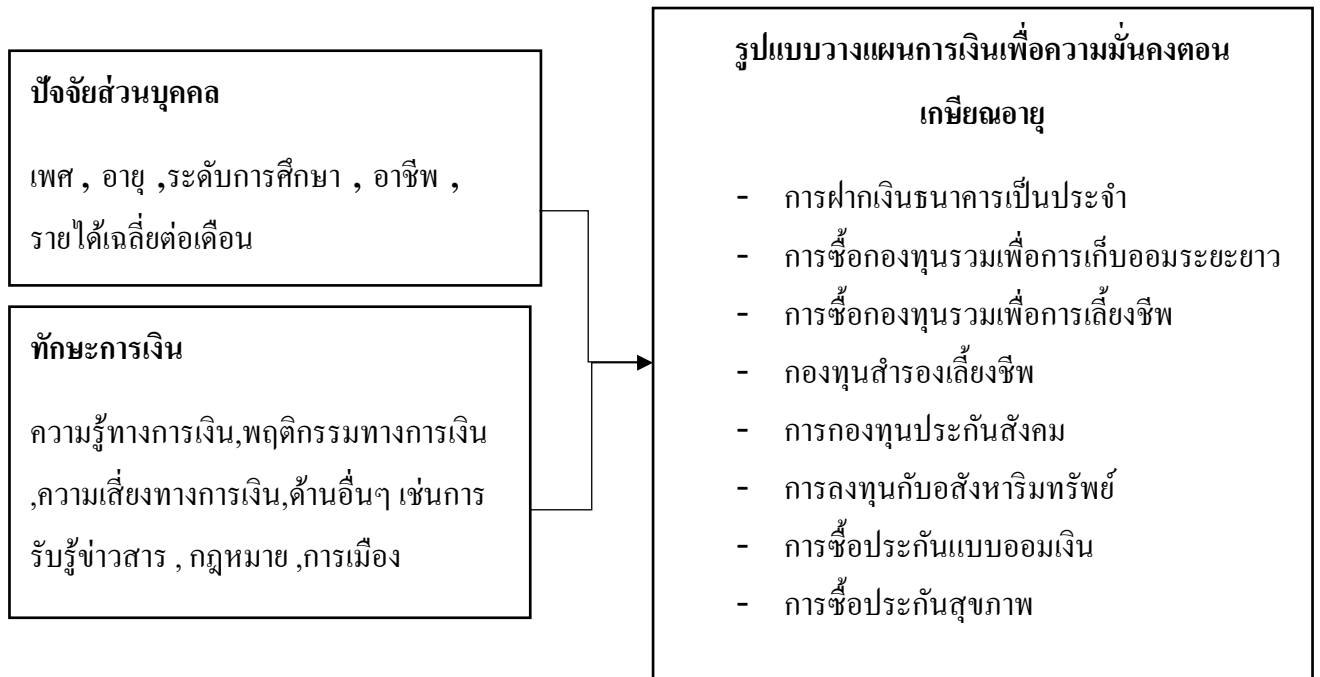 ปัจจัยส่วนบุคคล
เพศ , อายุ ,ระดับการศึกษา , อาชีพ ,
รายได้เฉลี่ยต่อเดือน
ทักษะการเงิน
ความรู้ทางการเงิน,พฤติกรรมทางการเงิน
,ความเสี่ยงทางการเงิน,ด้านอื่นๆ เช่นการ
รับรู้ข่าวสาร , กฎหมาย ,การเมือง
รูปแบบวางแผนการเงินเพื่อความมั่นคงตอน
เกษียณอายุ
- การฝากเงินธนาคารเป็นประจำ
- การซื้อกองทุนรวมเพื่อการเก็บออมระยะยาว
- การซื้อกองทุนรวมเพื่อการเลี้ยงชีพ
- กองทุนสำรองเลี้ยงชีพ
- การกองทุนประกันสังคม
- การลงทุนกับอสังหาริมทรัพย์
- การซื้อประกันแบบออมเงิน
- การซื้อประกันสุขภาพ